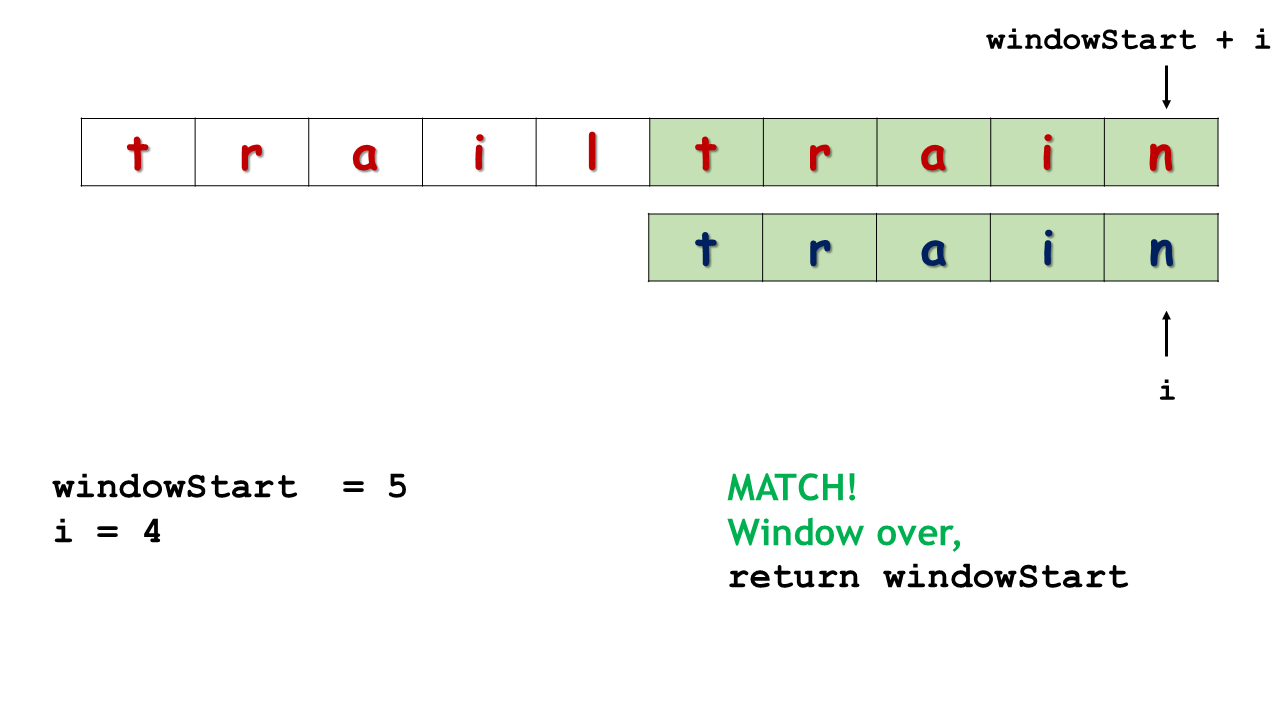 windowStart + i
t r a i l t r a i n
t r a i n
i
windowStart = 5
i = 4
MATCH!
Window over,
return windowStart